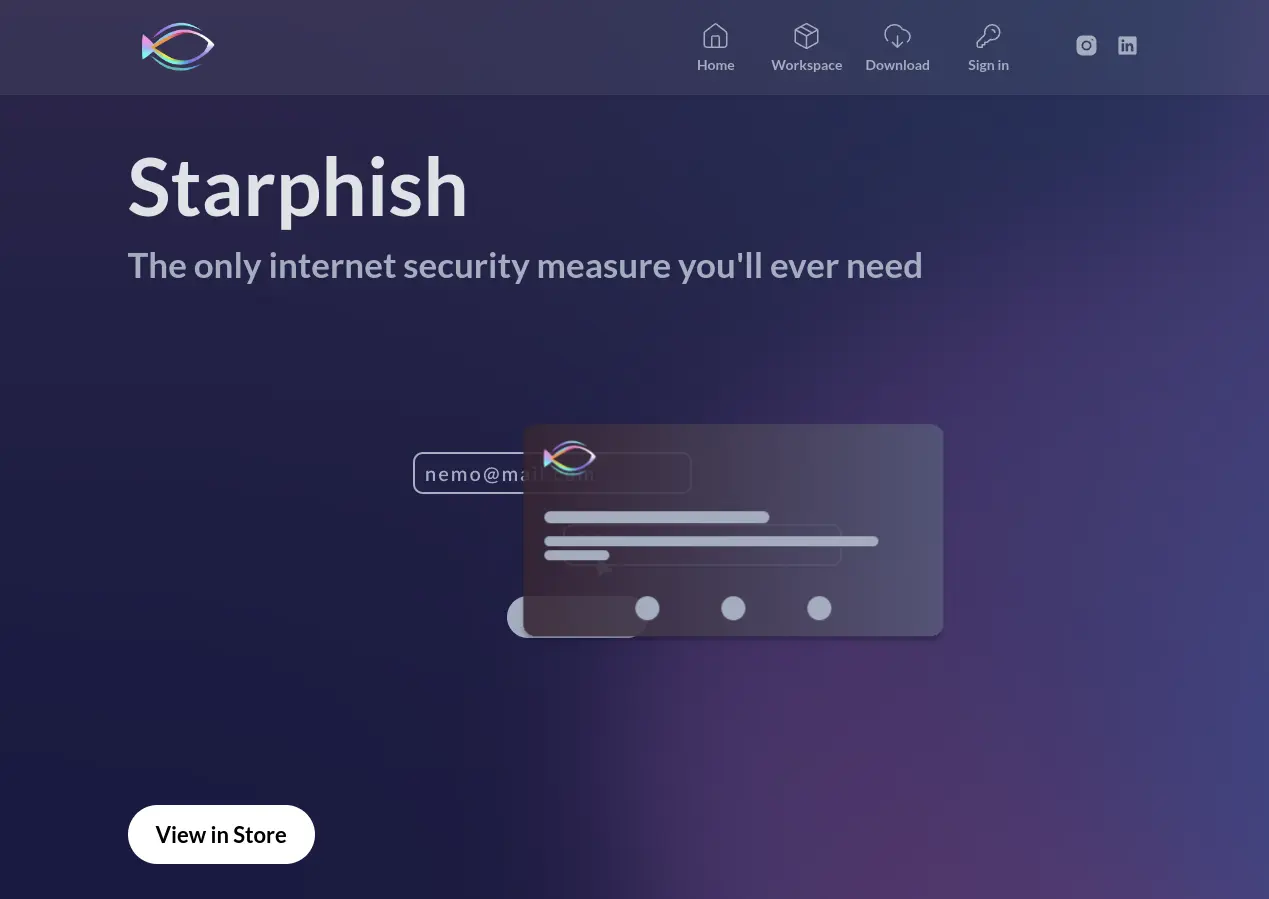 Home
Workspace
Download
Sign in
Starphish
The only internet security measure you'll ever need
nemo@mail.com
View in Store